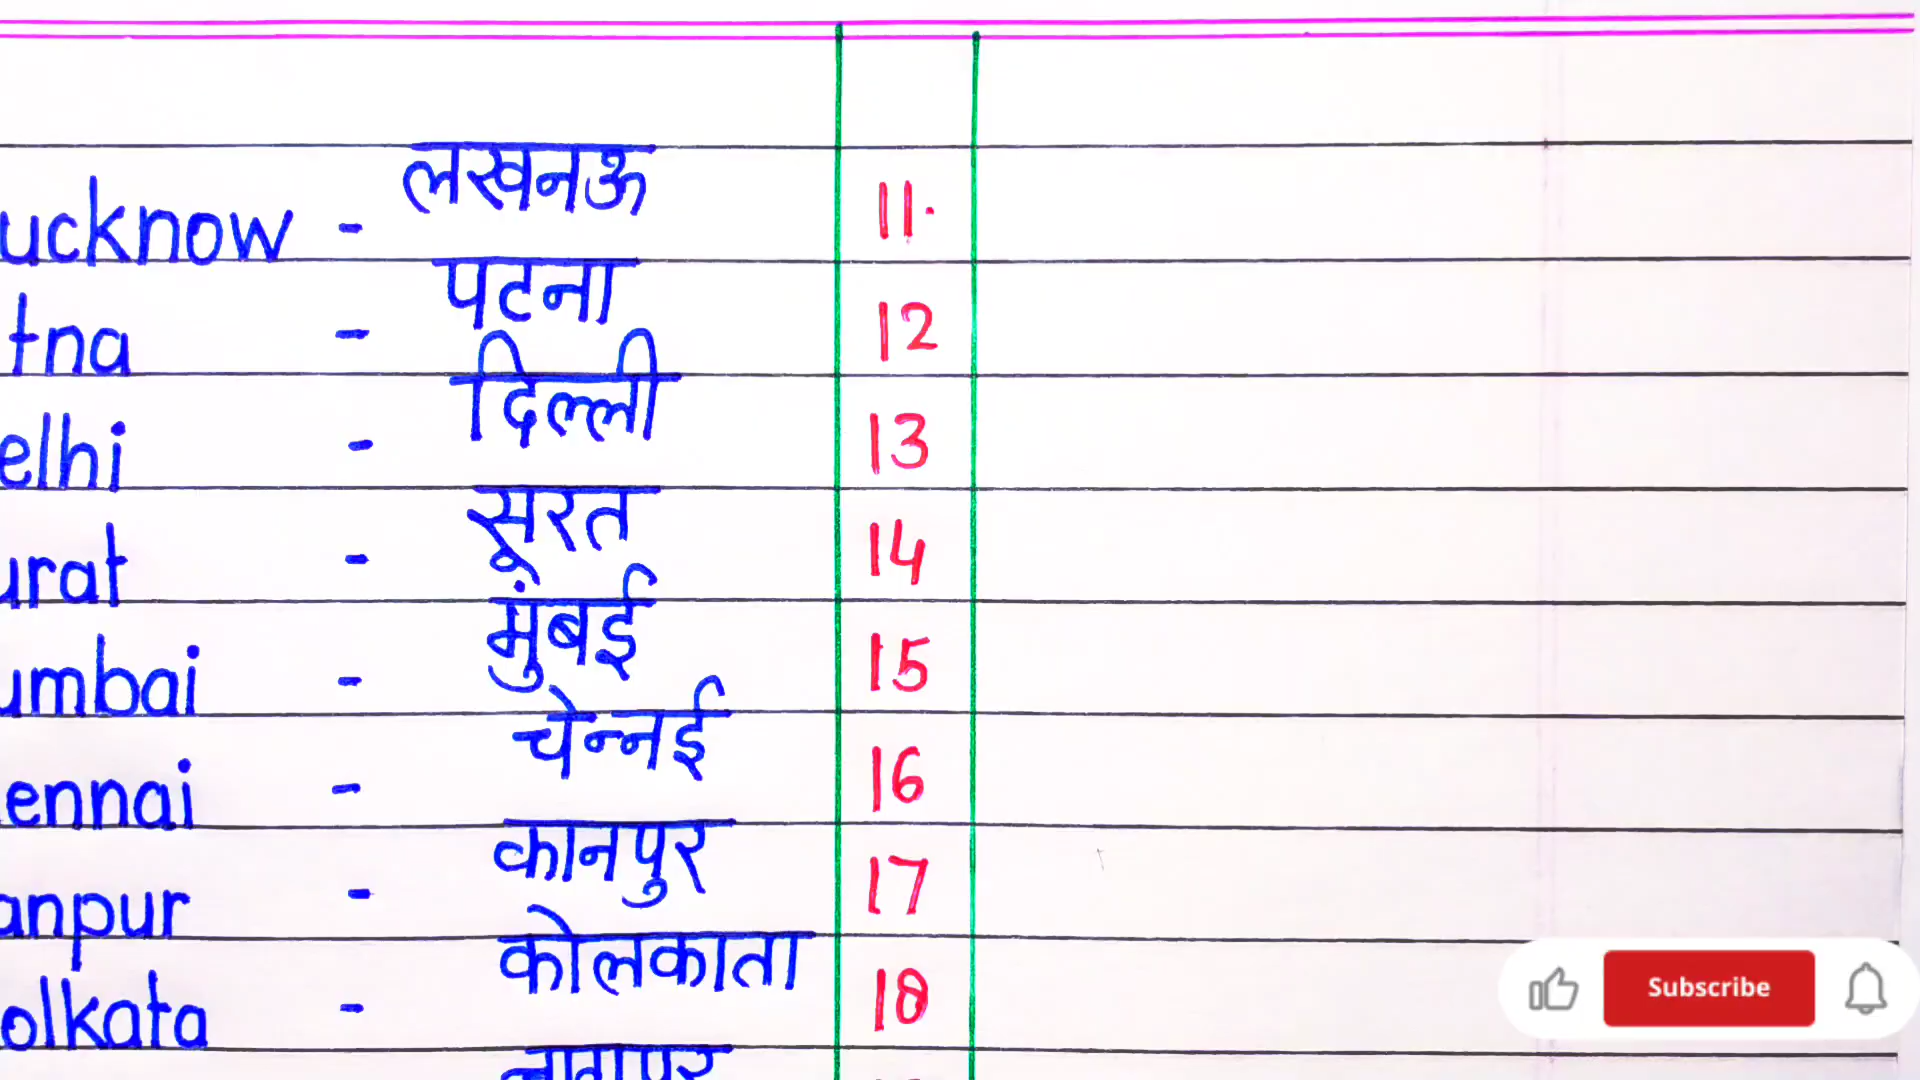 ucknow - लखनऊ 11.
tna - पटना 12
elhi - दिल्ली 13
urat - सूरत 14
umbai - मुंबई 15
ennai - चेन्नई 16
anpur - कानपुर 17
olkata - कोलकाता 18
Subscribe